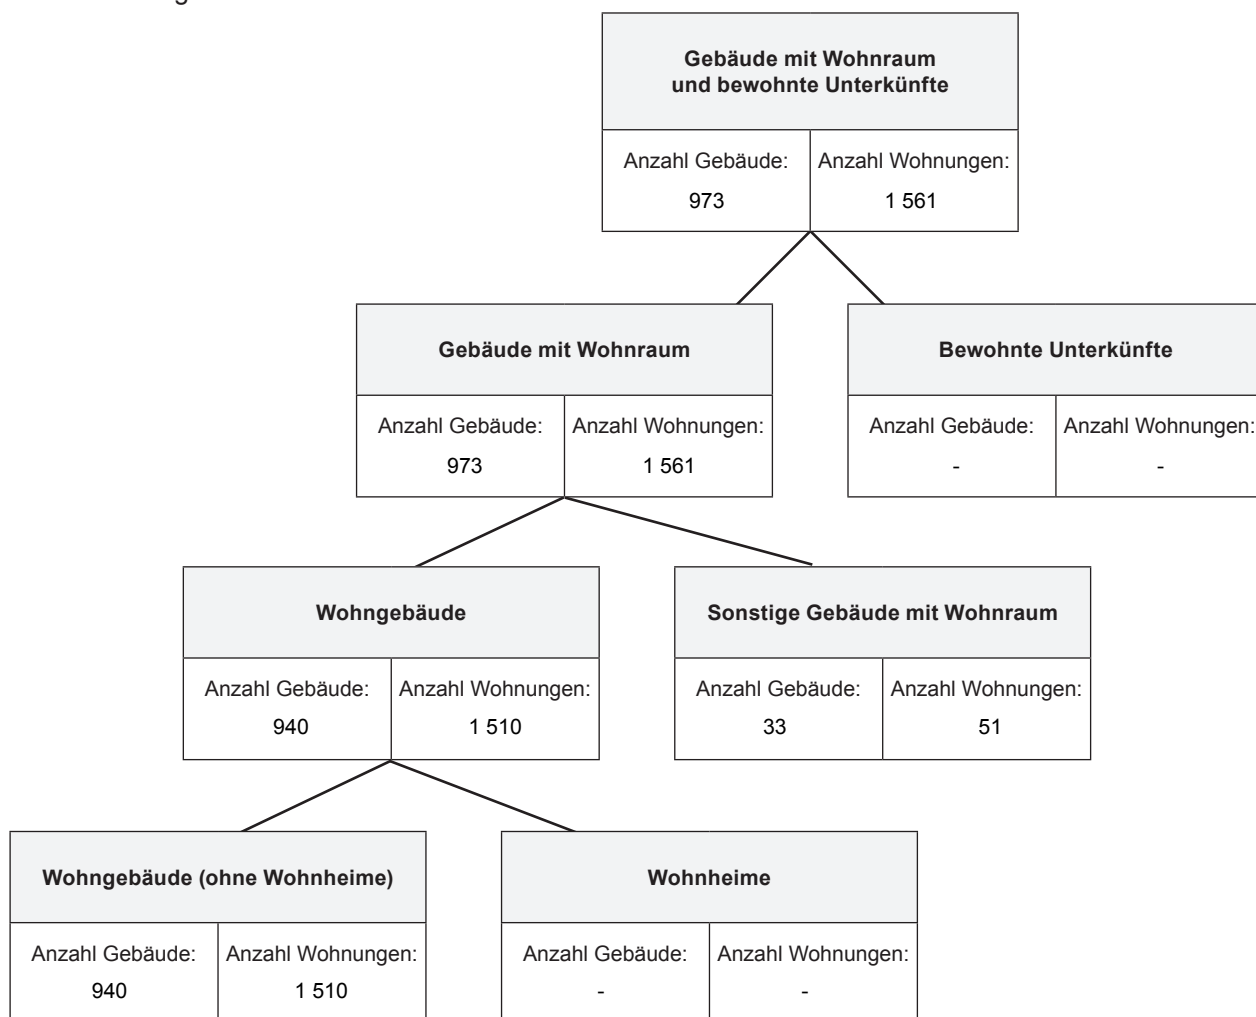 Gebäude mit Wohnraum
und bewohnte Unterkünfte
Anzahl Gebäude:
Anzahl Wohnungen:
973
1 561
Gebäude mit Wohnraum
Bewohnte Unterkünfte
Anzahl Gebäude:
Anzahl Wohnungen:
Anzahl Gebäude:
Anzahl Wohnungen:
973
1 561
-
-
Wohngebäude
Sonstige Gebäude mit Wohnraum
Anzahl Gebäude:
Anzahl Wohnungen:
Anzahl Gebäude:
Anzahl Wohnungen:
940
1 510
33
51
Wohngebäude (ohne Wohnheime)
Wohnheime
Anzahl Gebäude:
Anzahl Wohnungen:
Anzahl Gebäude:
Anzahl Wohnungen:
940
1 510
-
-